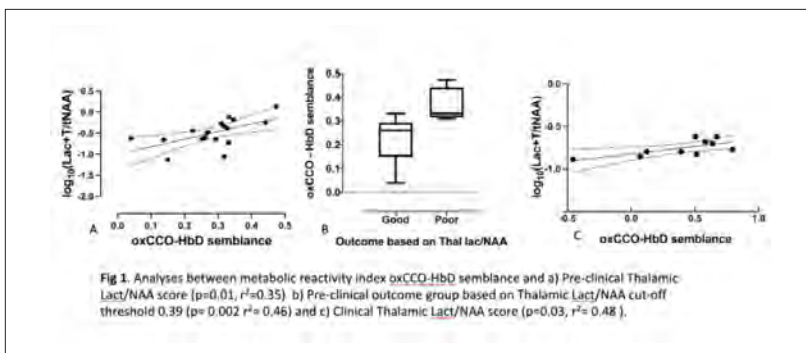 A
log10(Lac+T/tNAA)
0.5
0.0
-0.5
-1.0
-1.5
-2.0
0.0 0.1 0.2 0.3 0.4 0.5
oxCCO-HbD semblance
B
oxCCO - HbD semblance
0.5
0.4
0.3
0.2
0.1
0.0
Good Poor
Outcome based on Thal lac/NAA
C
log10(Lac+T/tNAA)
0.0
-0.5
-1.0
-1.5
-0.5 0.0 0.5 1.0
oxCCO-HbD semblance
Fig 1. Analyses between metabolic reactivity index oxCCO-HbD semblance and a) Pre-clinical Thalamic
Lact/NAA score (p=0.01, r²=0.35) b) Pre-clinical outcome group based on Thalamic Lact/NAA cut-off
threshold 0.39 (p= 0.002 r²= 0.46) and c) Clinical Thalamic Lact/NAA score (p=0.03, r²= 0.48 ).